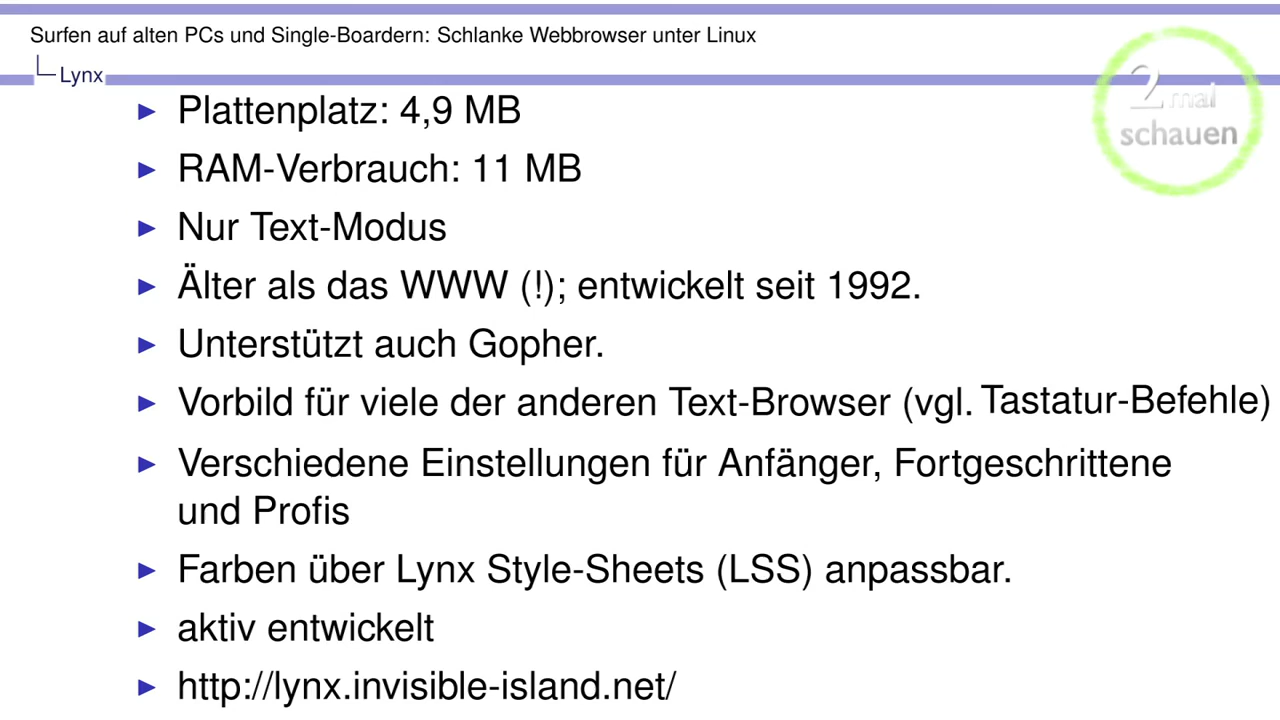 Surfen auf alten PCs und Single-Boardern: Schlanke Webbrowser unter Linux
Lynx
2 mal
schauen
Plattenplatz: 4,9 MB
RAM-Verbrauch: 11 MB
Nur Text-Modus
Älter als das WWW (!); entwickelt seit 1992.
Unterstützt auch Gopher.
Vorbild für viele der anderen Text-Browser (vgl. Tastatur-Befehle)
Verschiedene Einstellungen für Anfänger, Fortgeschrittene
und Profis
Farben über Lynx Style-Sheets (LSS) anpassbar.
aktiv entwickelt
http://lynx.invisible-island.net/